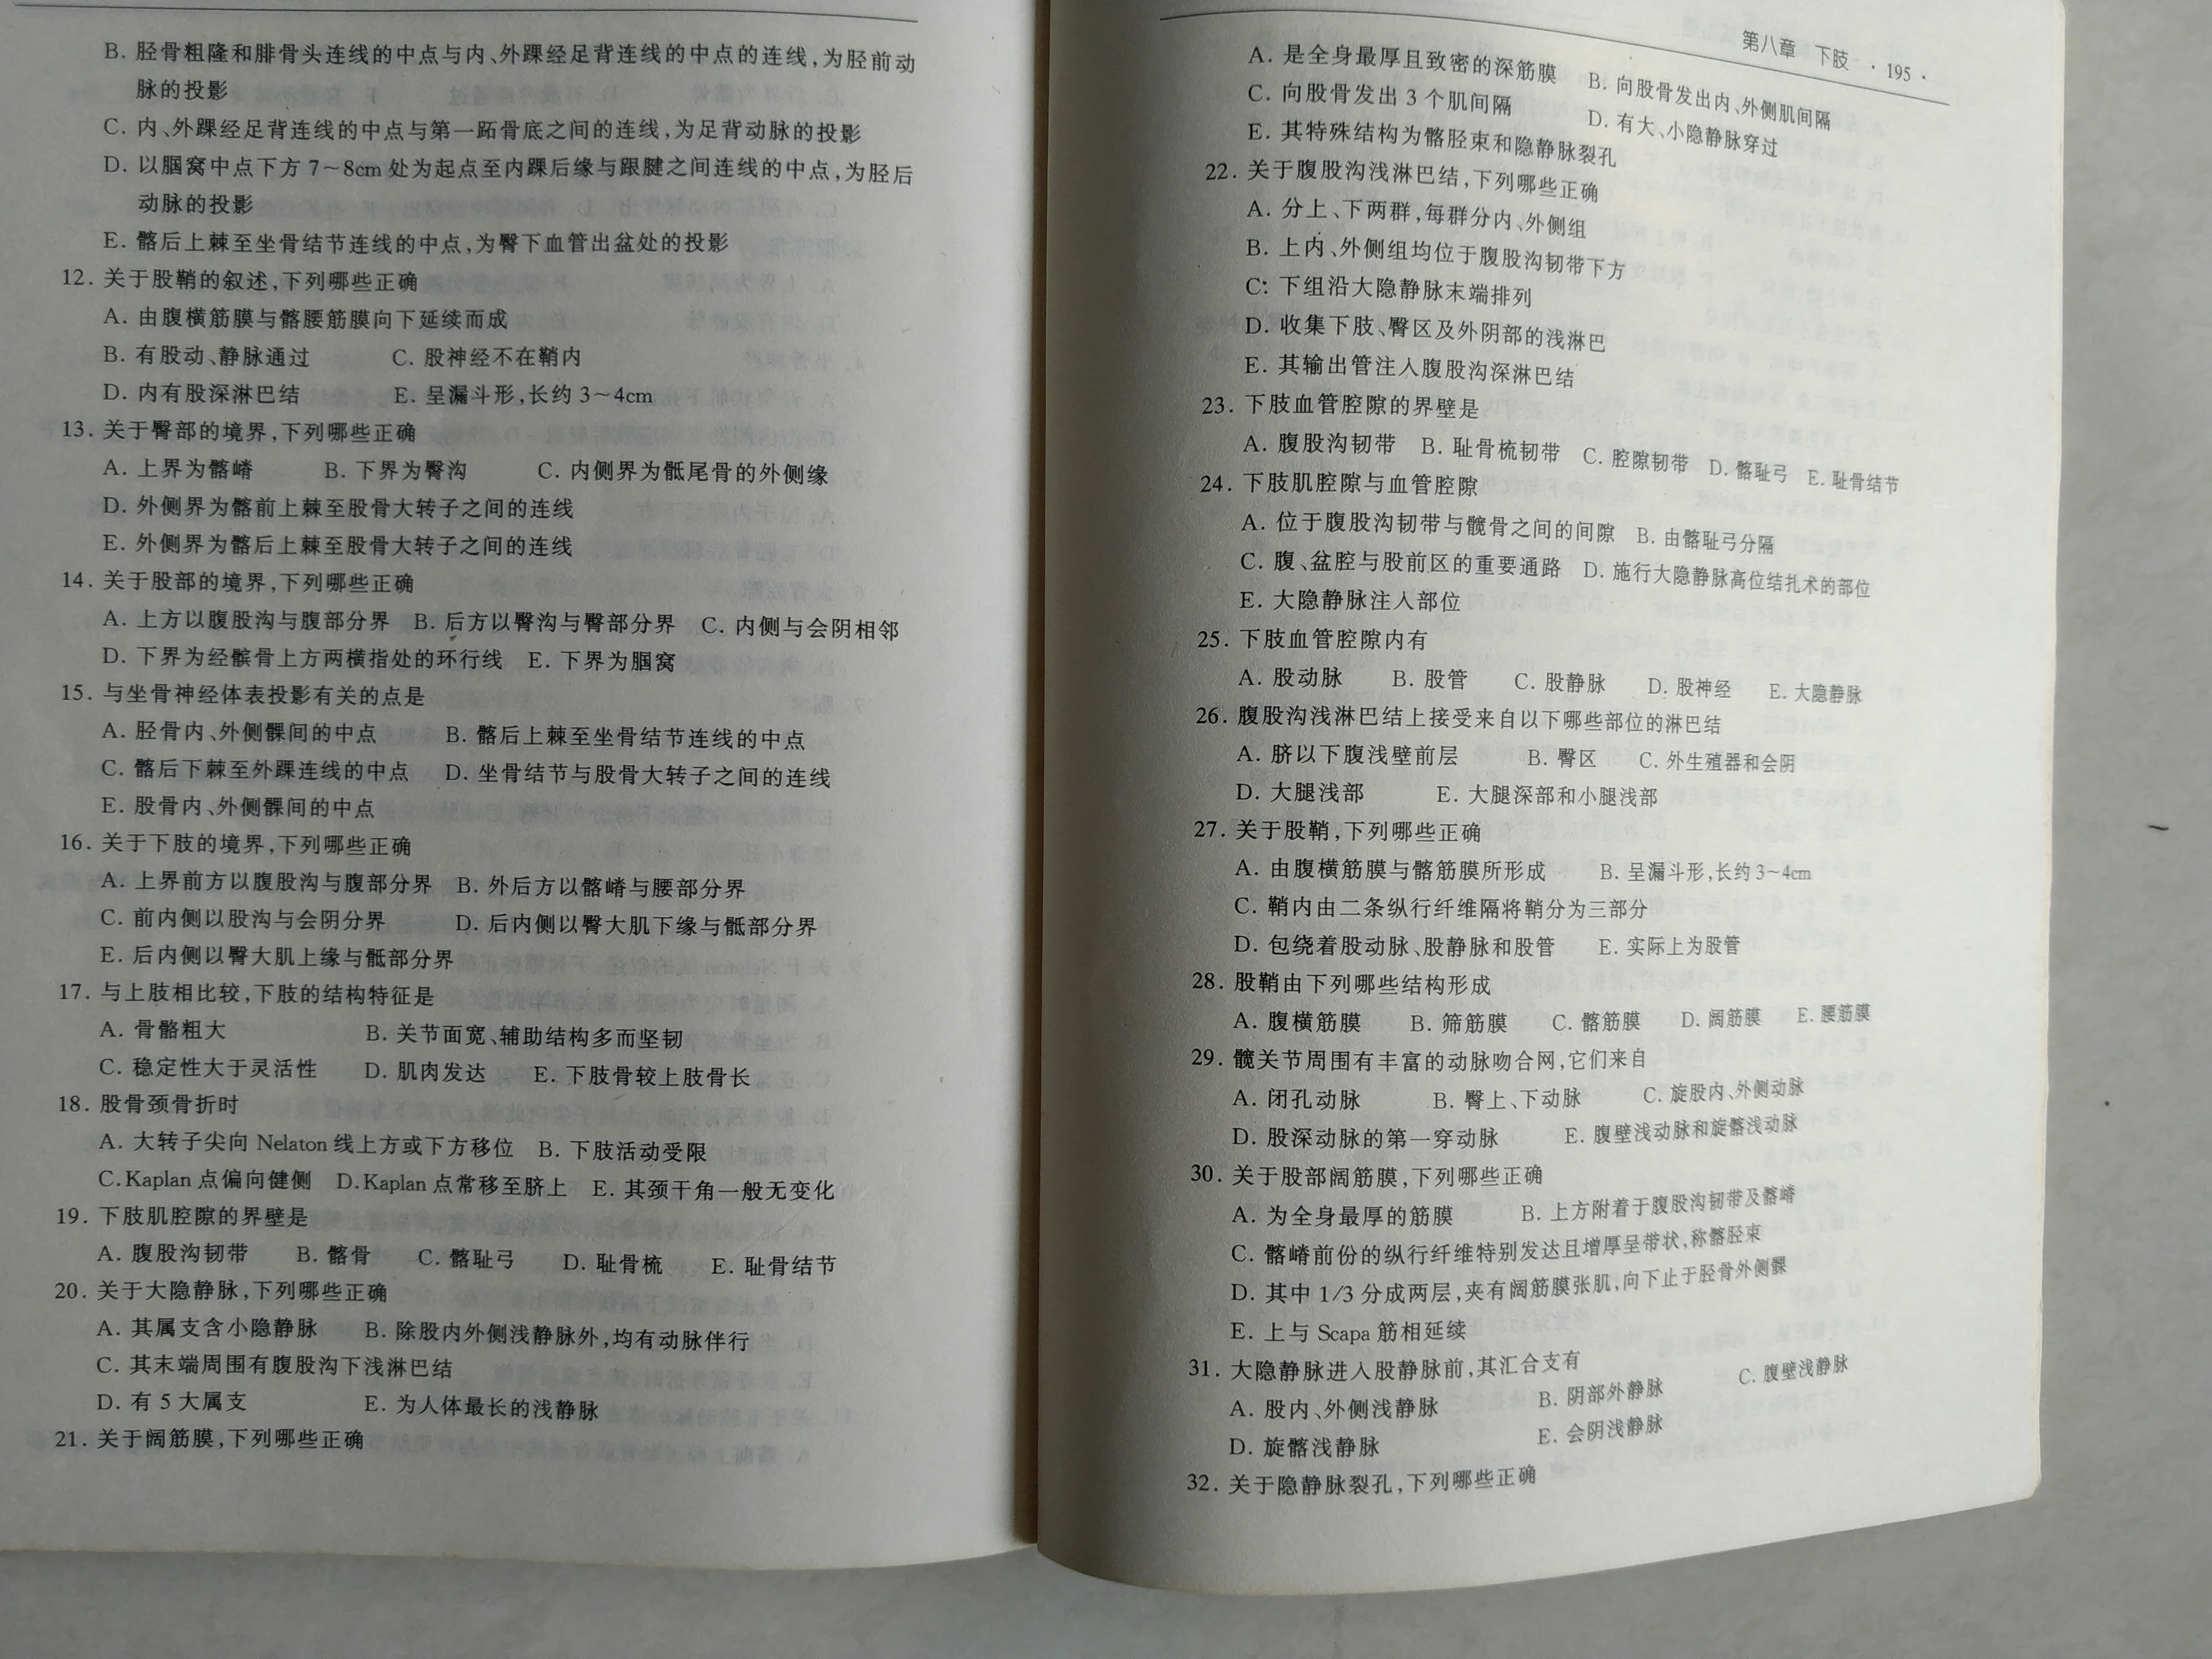 B. 胫骨粗隆和腓骨头连线的中点与内、外踝经足背连线的中点的连线,为胫前动
脉的投影
C. 内、外踝经足背连线的中点与第一跖骨底之间的连线,为足背动脉的投影
D. 以腘窝中点下方 7~8cm 处为起点至内踝后缘与跟腱之间连线的中点,为胫后
动脉的投影
E. 髂后上棘至坐骨结节连线的中点,为臀下血管出盆处的投影
12. 关于股鞘的叙述,下列哪些正确
A. 由腹横筋膜与髂腰筋膜向下延续而成
B. 有股动、静脉通过 C. 股神经不在鞘内
D. 内有股深淋巴结 E. 呈漏斗形,长约 3~4cm
13. 关于臀部的境界,下列哪些正确
A. 上界为髂嵴 B. 下界为臀沟 C. 内侧界为骶尾骨的外侧缘
D. 外侧界为髂前上棘至股骨大转子之间的连线
E. 外侧界为髂后上棘至股骨大转子之间的连线
14. 关于股部的境界,下列哪些正确
A. 上方以腹股沟与腹部分界 B. 后方以臀沟与臀部分界 C. 内侧与会阴相邻
D. 下界为经髌骨上方两横指处的环行线 E. 下界为腘窝
15. 与坐骨神经体表投影有关的点是
A. 胫骨内、外侧髁间的中点 B. 髂后上棘至坐骨结节连线的中点
C. 髂后下棘至外踝连线的中点 D. 坐骨结节与股骨大转子之间的连线
E. 股骨内、外侧髁间的中点
16. 关于下肢的境界,下列哪些正确
A. 上界前方以腹股沟与腹部分界 B. 外后方以髂嵴与腰部分界
C. 前内侧以股沟与会阴分界 D. 后内侧以臀大肌下缘与骶部分界
E. 后内侧以臀大肌上缘与骶部分界
17. 与上肢相比较,下肢的结构特征是
A. 骨骼粗大 B. 关节面宽、辅助结构多而坚韧
C. 稳定性大于灵活性 D. 肌肉发达 E. 下肢骨较上肢骨长
18. 股骨颈骨折时
A. 大转子尖向 Nelaton 线上方或下方移位 B. 下肢活动受限
C.Kaplan 点偏向健侧 D.Kaplan 点常移至脐上 E. 其颈干角一般无变化
19. 下肢肌腔隙的界壁是
A. 腹股沟韧带 B. 髂骨 C. 髂耻弓 D. 耻骨梳 E. 耻骨结节
20. 关于大隐静脉,下列哪些正确
A. 其属支含小隐静脉 B. 除股内外侧浅静脉外,均有动脉伴行
C. 其末端周围有腹股沟下浅淋巴结
D. 有 5 大属支 E. 为人体最长的浅静脉
21. 关于阔筋膜,下列哪些正确
第八章 下肢 · 195 ·
A. 是全身最厚且致密的深筋膜 B. 向股骨发出内、外侧肌间隔
C. 向股骨发出 3 个肌间隔 D. 有大、小隐静脉穿过
E. 其特殊结构为髂胫束和隐静脉裂孔
22. 关于腹股沟浅淋巴结,下列哪些正确
A. 分上、下两群,每群分内、外侧组
B. 上内、外侧组均位于腹股沟韧带下方
C: 下组沿大隐静脉末端排列
D. 收集下肢、臀区及外阴部的浅淋巴
E. 其输出管注入腹股沟深淋巴结
23. 下肢血管腔隙的界壁是
A. 腹股沟韧带 B. 耻骨梳韧带 C. 腔隙韧带 D. 髂耻弓 E. 耻骨结节
24. 下肢肌腔隙与血管腔隙
A. 位于腹股沟韧带与髋骨之间的间隙 B. 由髂耻弓分隔
C. 腹、盆腔与股前区的重要通路 D. 施行大隐静脉高位结扎术的部位
E. 大隐静脉注入部位
25. 下肢血管腔隙内有
A. 股动脉 B. 股管 C. 股静脉 D. 股神经 E. 大隐静脉
26. 腹股沟浅淋巴结上接受来自以下哪些部位的淋巴结
A. 脐以下腹浅壁前层 B. 臀区 C. 外生殖器和会阴
D. 大腿浅部 E. 大腿深部和小腿浅部
27. 关于股鞘,下列哪些正确
A. 由腹横筋膜与髂筋膜所形成 B. 呈漏斗形,长约 3~4cm
C. 鞘内由二条纵行纤维隔将鞘分为三部分
D. 包绕着股动脉、股静脉和股管 E. 实际上为股管
28. 股鞘由下列哪些结构形成
A. 腹横筋膜 B. 筛筋膜 C. 髂筋膜 D. 阔筋膜 E. 腰筋膜
29. 髋关节周围有丰富的动脉吻合网,它们来自
A. 闭孔动脉 B. 臀上、下动脉 C. 旋股内、外侧动脉
D. 股深动脉的第一穿动脉 E. 腹壁浅动脉和旋髂浅动脉
30. 关于股部阔筋膜,下列哪些正确
A. 为全身最厚的筋膜 B. 上方附着于腹股沟韧带及髂嵴
C. 髂嵴前份的纵行纤维特别发达且增厚呈带状,称髂胫束
D. 其中 1/3 分成两层,夹有阔筋膜张肌,向下止于胫骨外侧髁
E. 上与 Scapa 筋相延续
31. 大隐静脉进入股静脉前,其汇合支有
A. 股内、外侧浅静脉 B. 阴部外静脉 C. 腹壁浅静脉
D. 旋髂浅静脉 E. 会阴浅静脉
32. 关于隐静脉裂孔,下列哪些正确